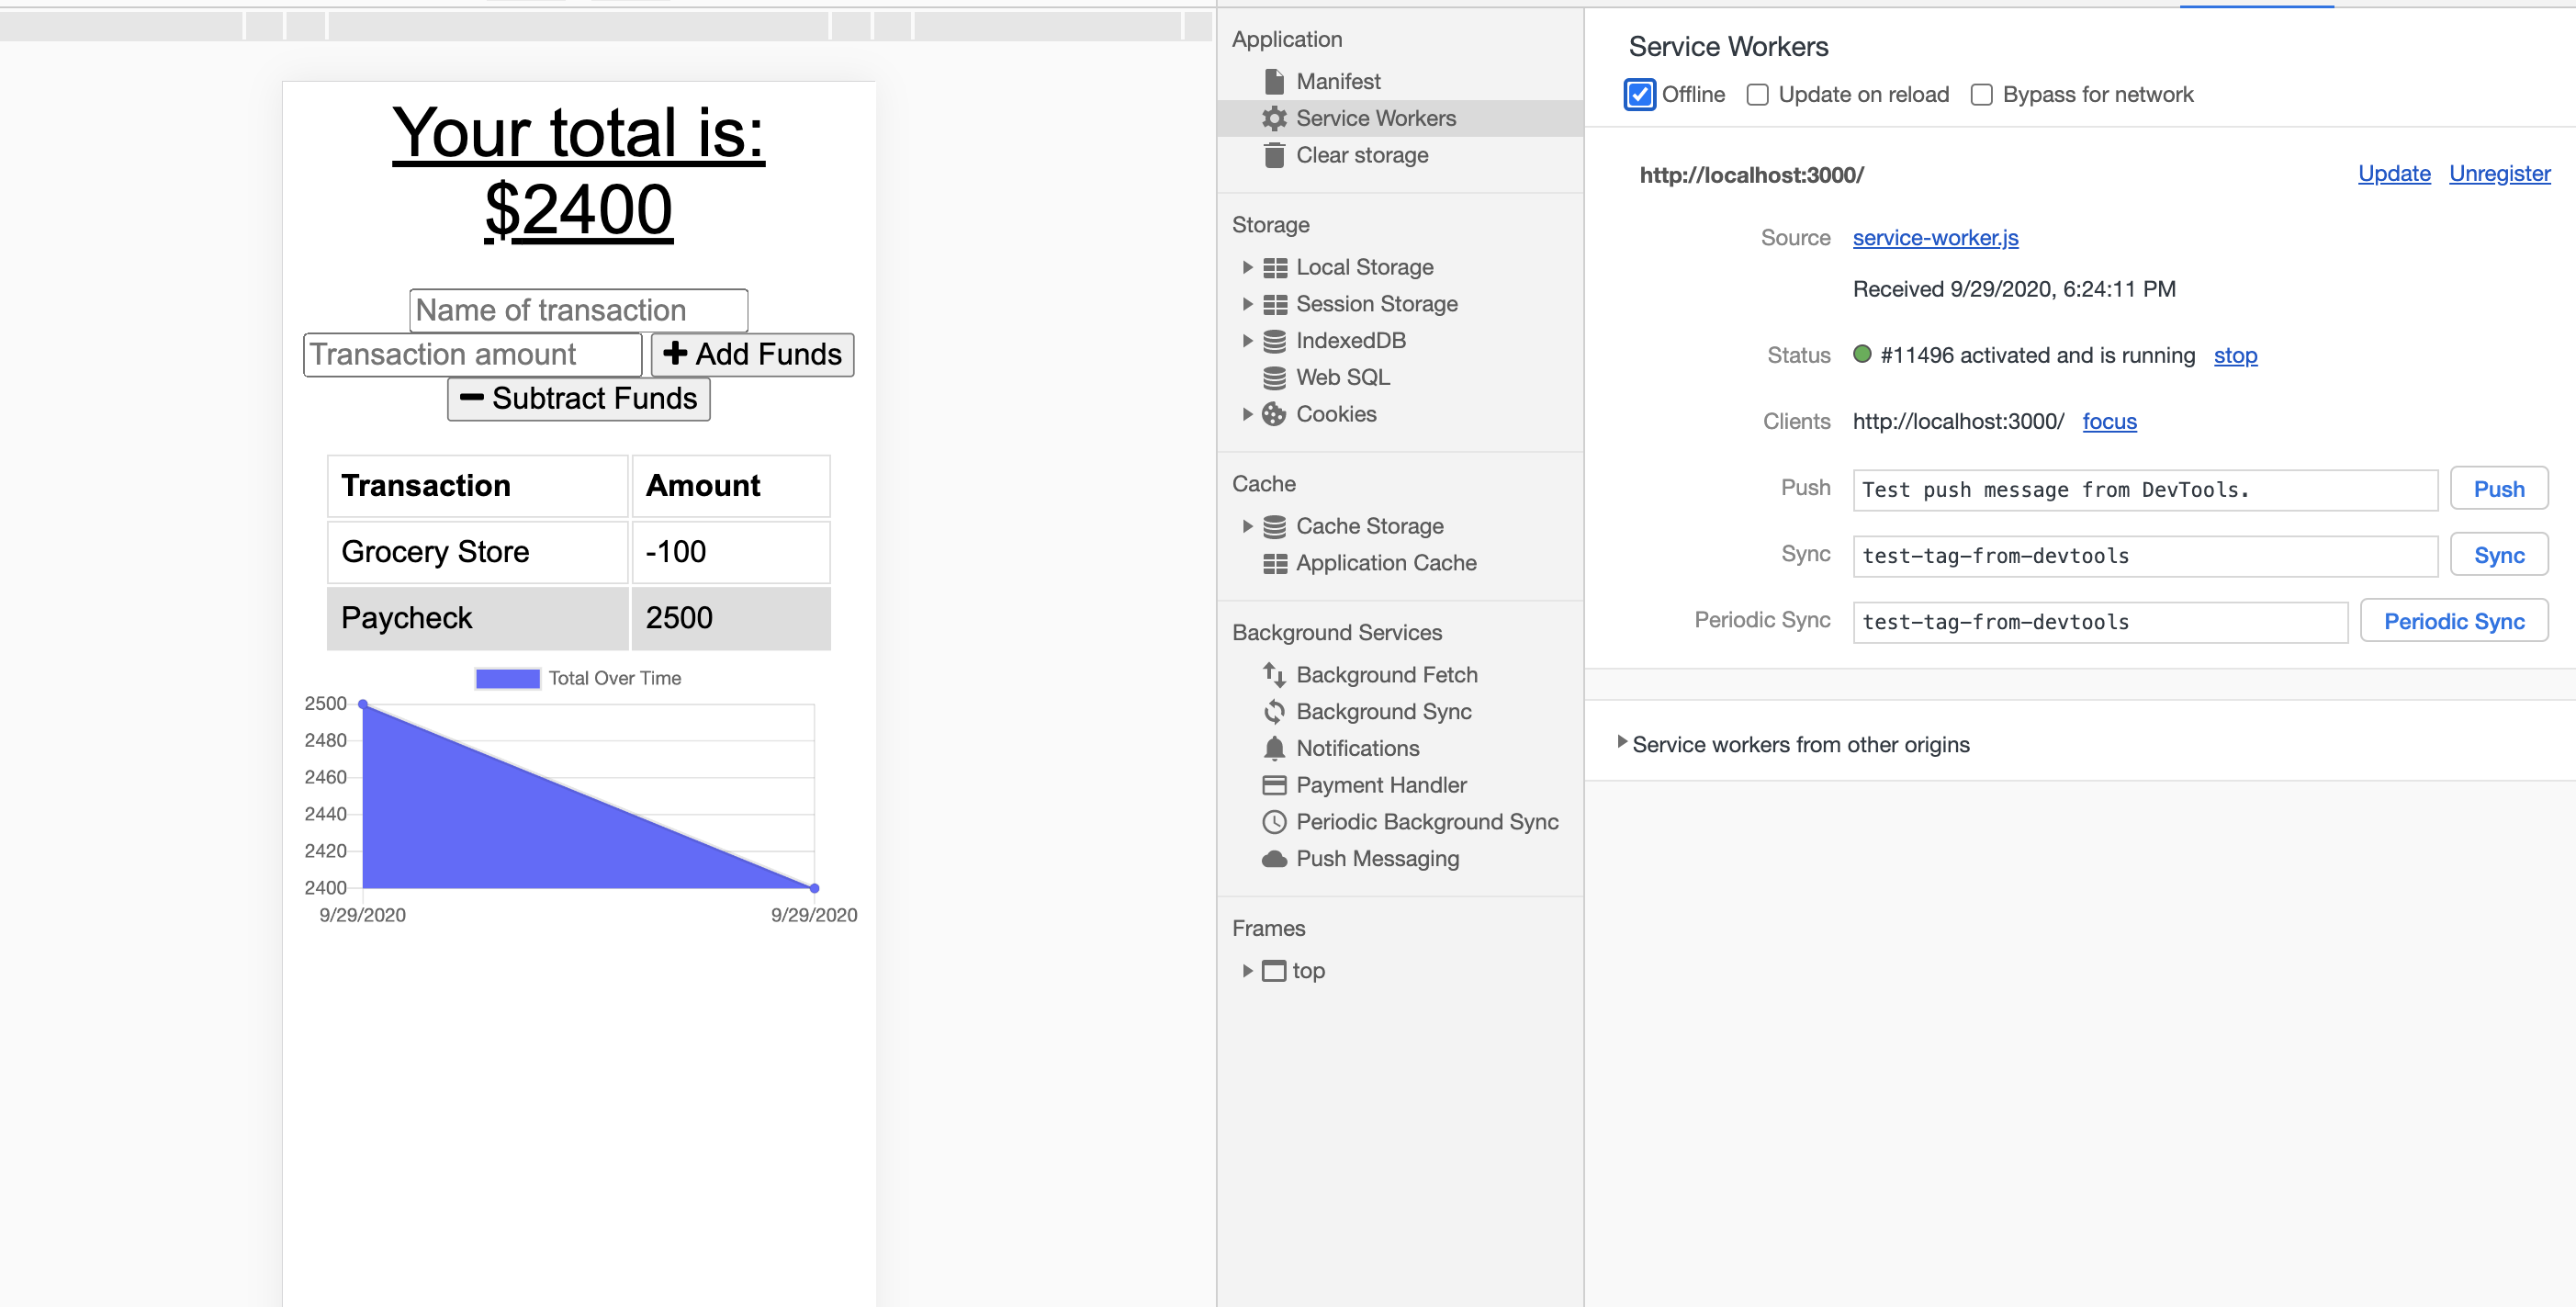 Your total is:
$2400
Name of transaction
Transaction amount
Add Funds
Subtract Funds
Transaction Amount
Grocery Store -100
Paycheck 2500
Total Over Time
2500
2480
2460
2440
2420
2400
9/29/2020 9/29/2020
Application
Manifest
Service Workers
Clear storage
Storage
Local Storage
Session Storage
IndexedDB
Web SQL
Cookies
Cache
Cache Storage
Application Cache
Background Services
Background Fetch
Background Sync
Notifications
Payment Handler
Periodic Background Sync
Push Messaging
Frames
top
Service Workers
Offline Update on reload Bypass for network
http://localhost:3000/ Update Unregister
Source service-worker.js
Received 9/29/2020, 6:24:11 PM
Status #11496 activated and is running stop
Clients http://localhost:3000/ focus
Push Test push message from DevTools. Push
Sync test-tag-from-devtools Sync
Periodic Sync test-tag-from-devtools Periodic Sync
Service workers from other origins